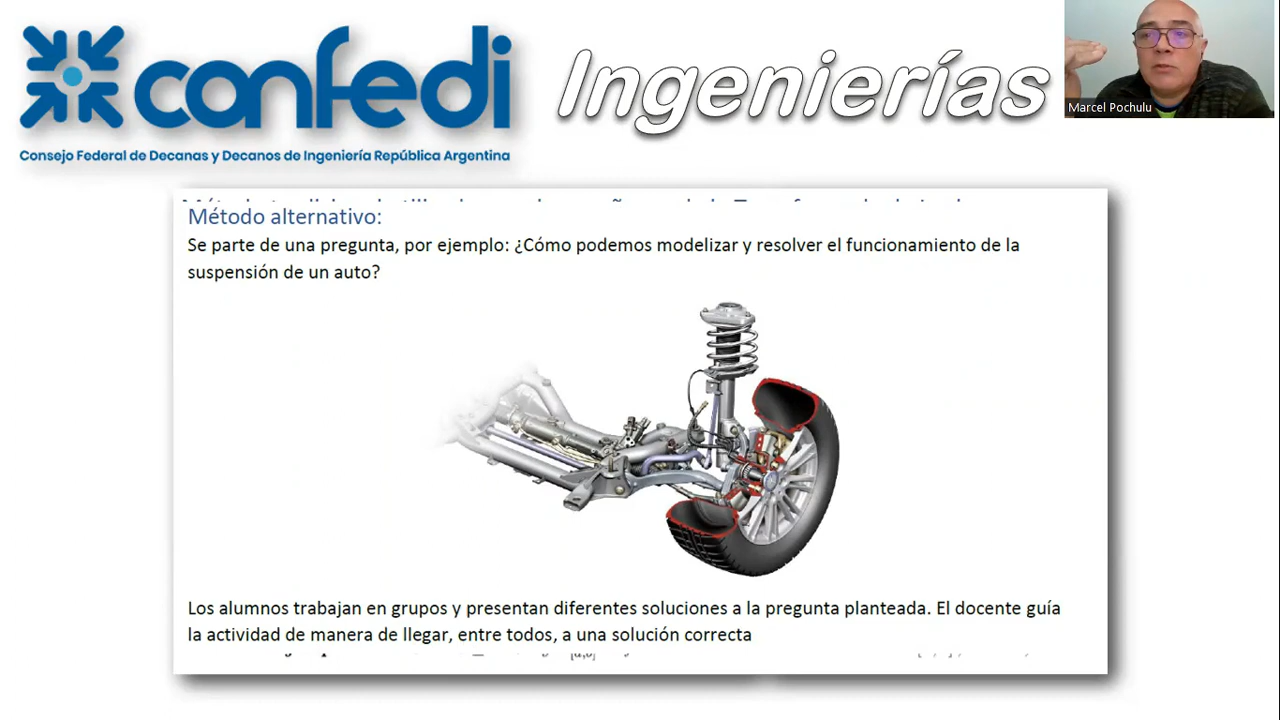 confedi
Ingenierías
Consejo Federal de Decanas y Decanos de Ingeniería República Argentina
Marcel Pochulu
Método alternativo:
Se parte de una pregunta, por ejemplo: ¿Cómo podemos modelizar y resolver el funcionamiento de la
suspensión de un auto?
Los alumnos trabajan en grupos y presentan diferentes soluciones a la pregunta planteada. El docente guía
la actividad de manera de llegar, entre todos, a una solución correcta